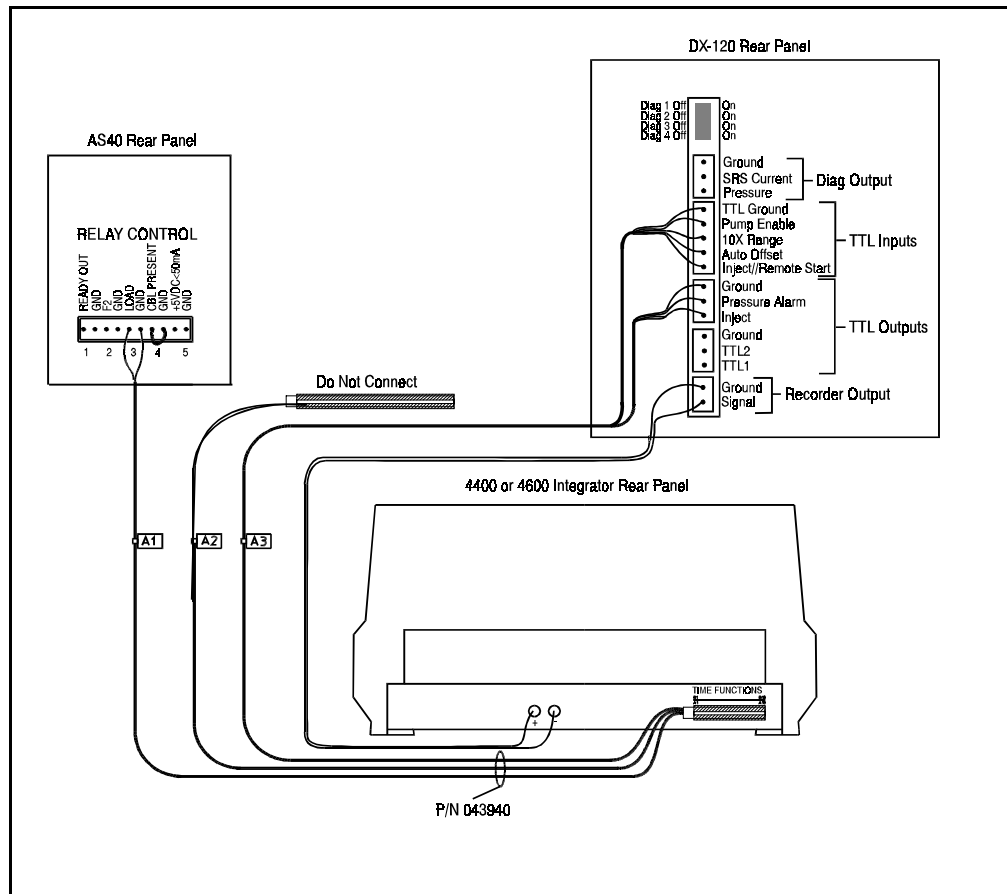 DX-120 Rear Panel
Diag 1 Off On
Diag 2 Off On
Diag 3 Off On
Diag 4 Off On
Ground
SRS Current
Pressure
Diag Output
TTL Ground
Pump Enable
10X Range
Auto Offset
Inject//Remote Start
TTL Inputs
Ground
Pressure Alarm
Inject
Ground
TTL2
TTL1
TTL Outputs
Ground
Signal
Recorder Output
AS40 Rear Panel
RELAY CONTROL
READY OUT
GND
F2
GND
LOAD
GND
CBL PRESENT
GND
+5VDC<50mA
GND
1 2 3 4 5
Do Not Connect
4400 or 4600 Integrator Rear Panel
A1 A2 A3
TIME FUNCTIONS
+ -
P/N 043940